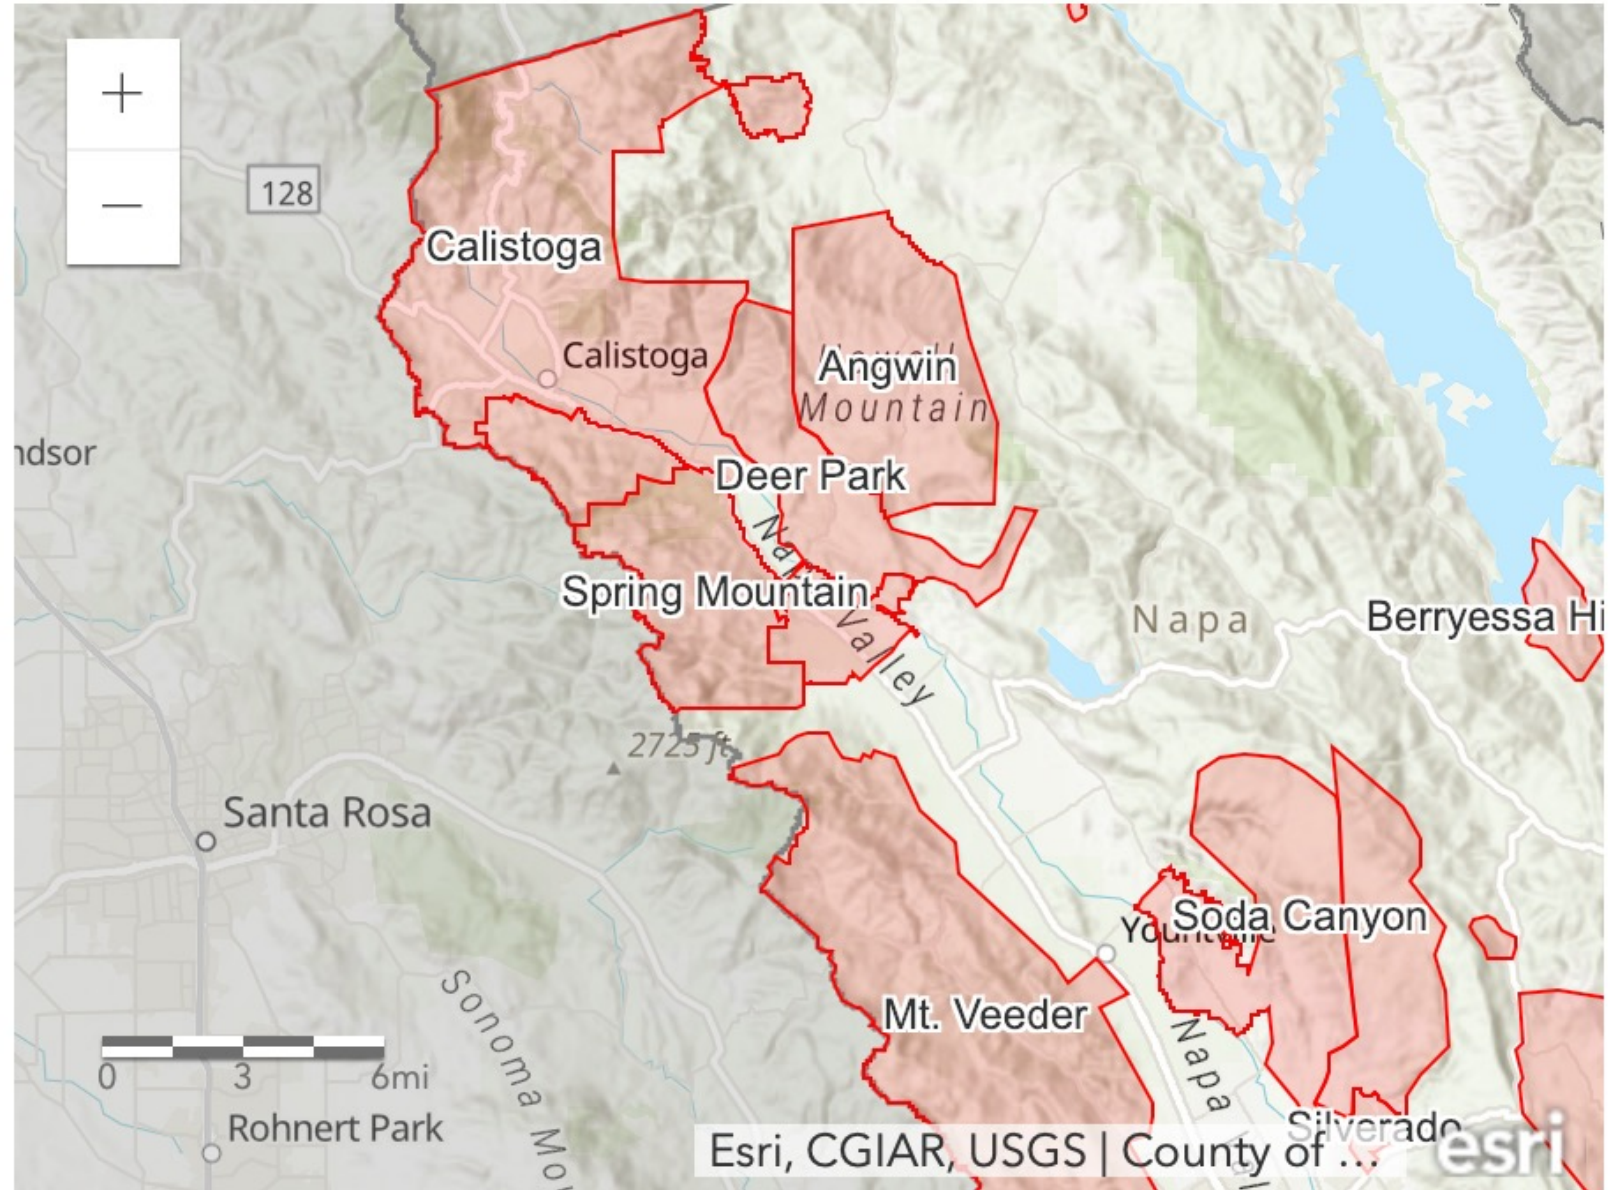 +
−
128
Calistoga
Calistoga
Angwin
Mountain
ndsor
Deer Park
Spring Mountain
Valley
Napa
Berryessa Hi
2725 ft
Santa Rosa
Yountville
Soda Canyon
Mt. Veeder
Sonoma Mo
Napa
0 3 6mi
Rohnert Park
Silverado
Esri, CGIAR, USGS | County of ...
esri